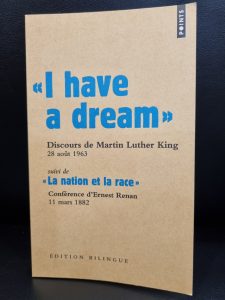 POINTS
«I have
a dream»
Discours de Martin Luther King
28 août 1963
suivi de
«La nation et la race»
Conférence d'Ernest Renan
11 mars 1882
ÉDITION BILINGUE